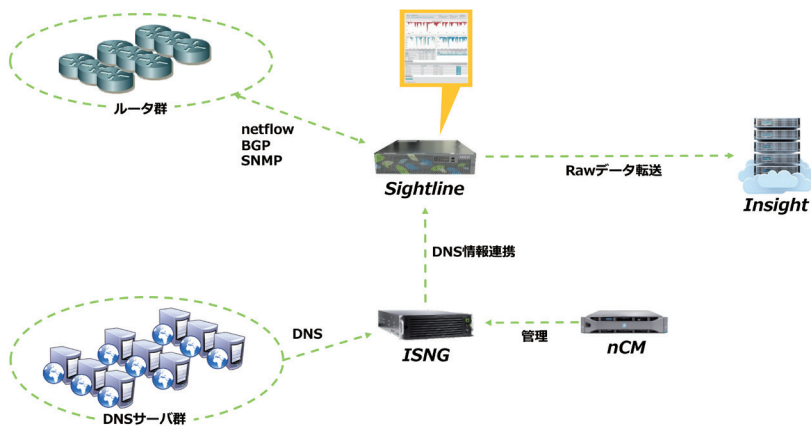 ルータ群
netflow
BGP
SNMP
Sightline
Rawデータ転送
Insight
DNS情報連携
DNS
ISNG
管理
nCM
DNSサーバ群